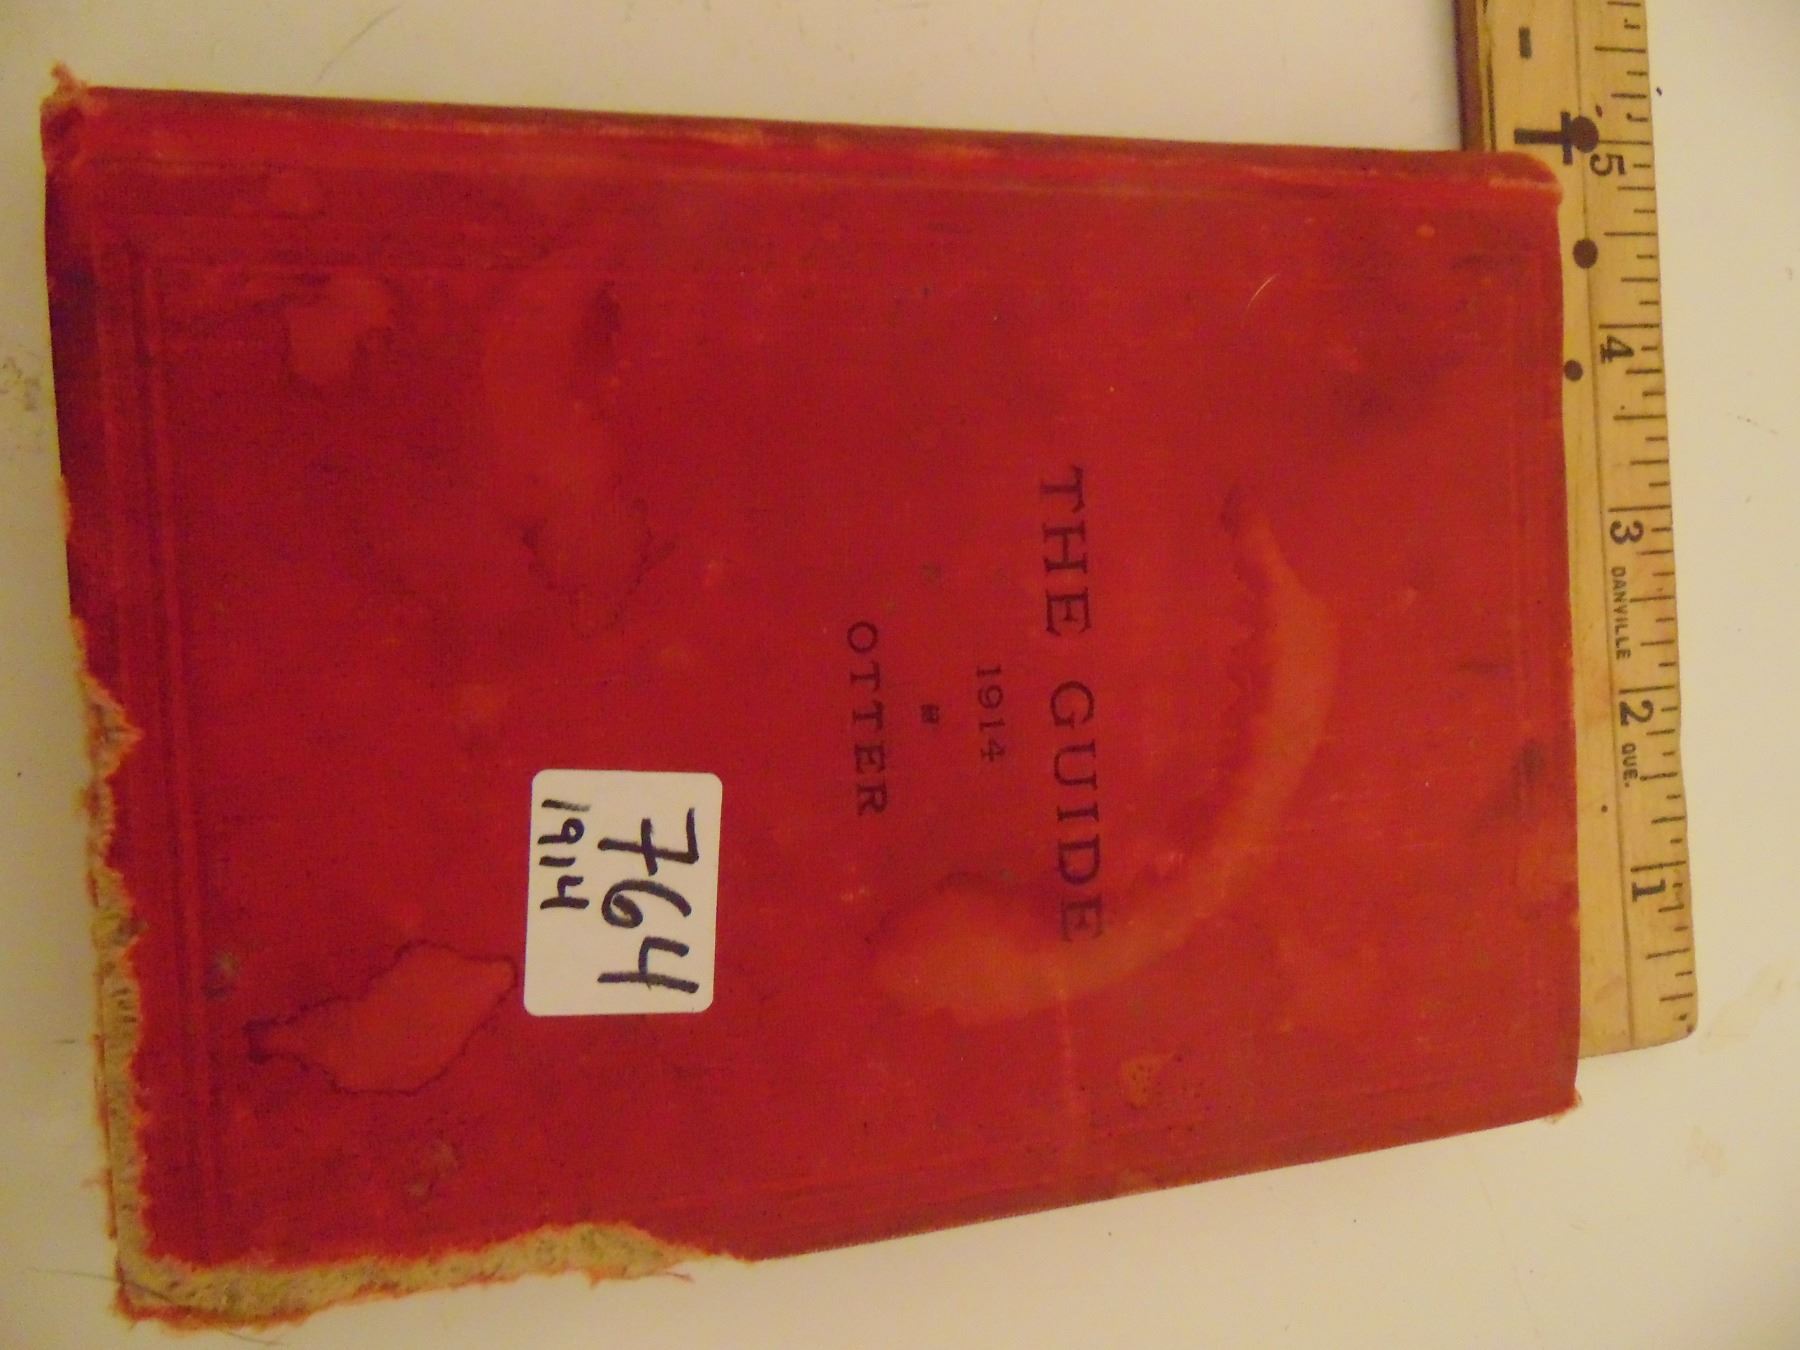 THE GUIDE
1914
OTTER
764
1914
1
2
3
4
5
DANVILLE QUE.